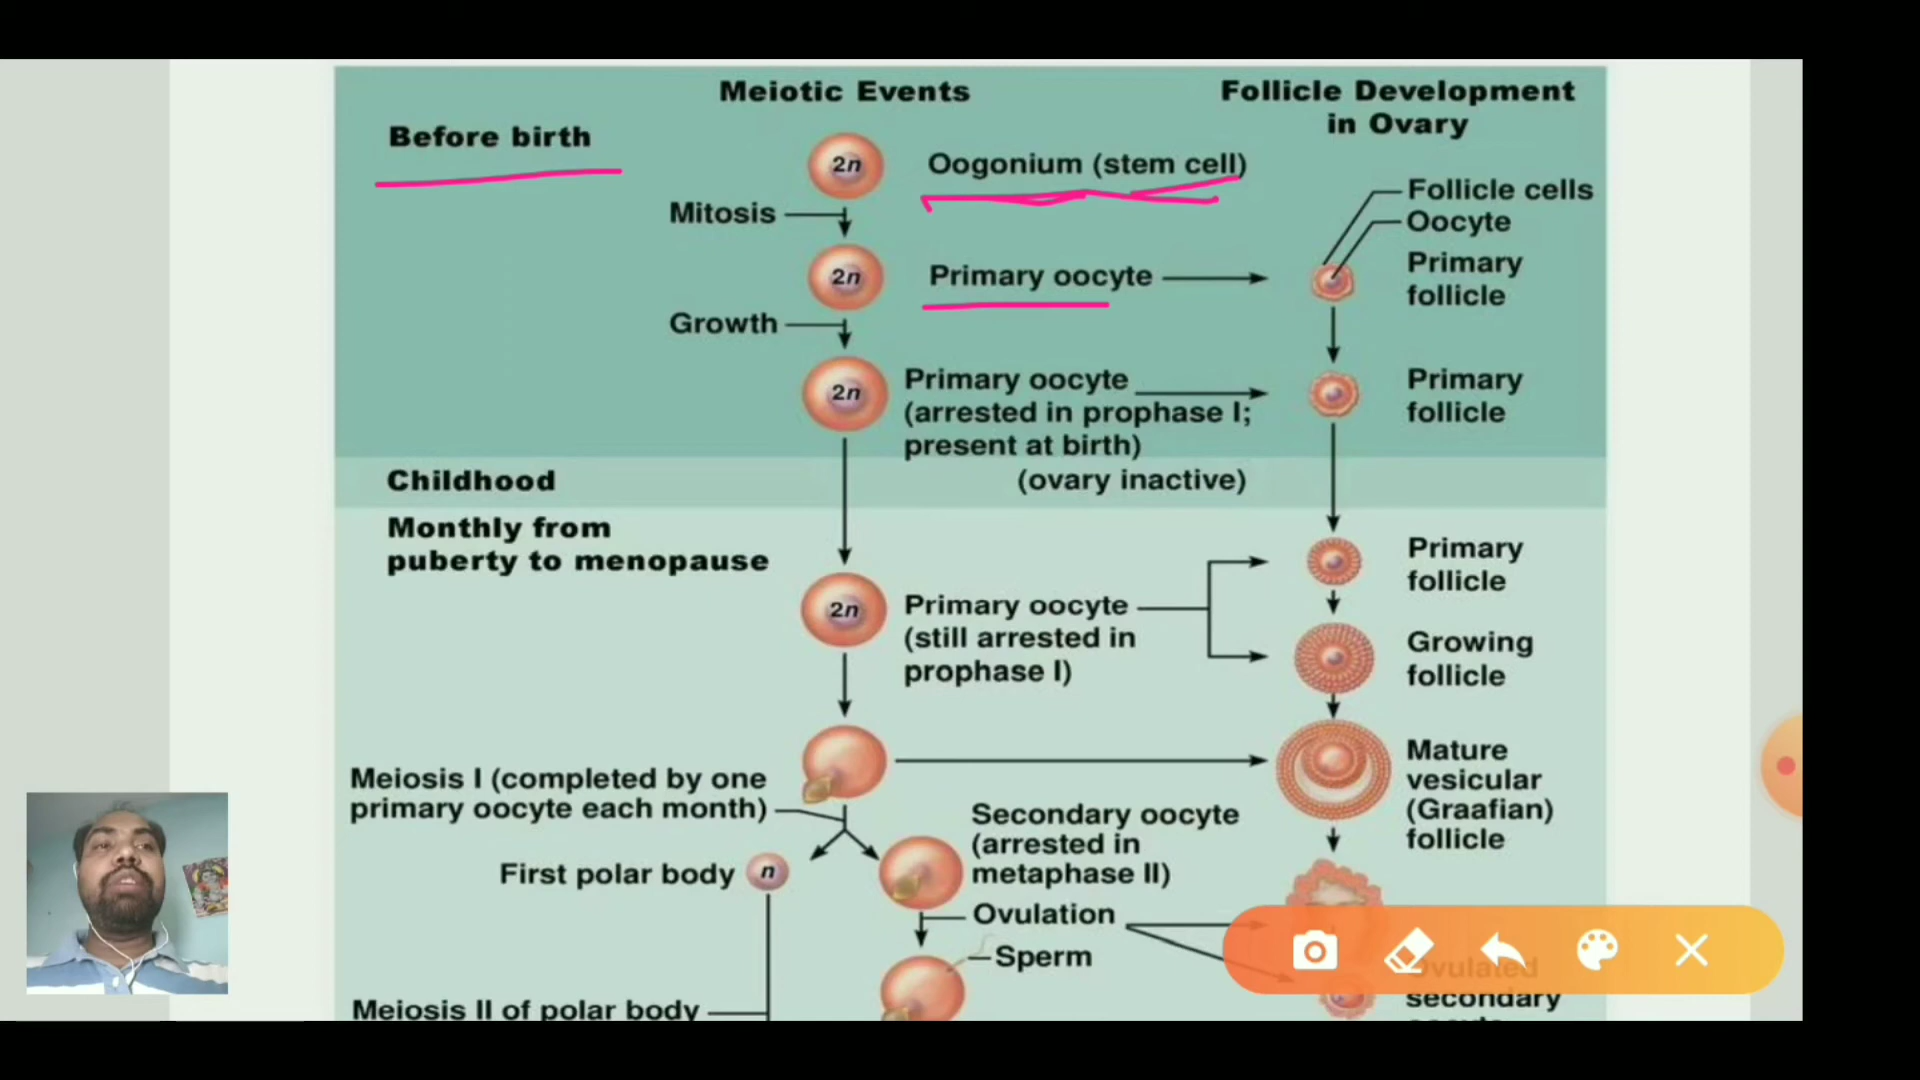 Meiotic Events
Follicle Development
in Ovary
Before birth
2n
Oogonium (stem cell)
Mitosis
Follicle cells
Oocyte
2n
Primary oocyte
Primary
follicle
Growth
2n
Primary oocyte
(arrested in prophase I;
present at birth)
Primary
follicle
Childhood
(ovary inactive)
Monthly from
puberty to menopause
2n
Primary oocyte
(still arrested in
prophase I)
Primary
follicle
Growing
follicle
Meiosis I (completed by one
primary oocyte each month)
Mature
vesicular
(Graafian)
follicle
Secondary oocyte
(arrested in
metaphase II)
First polar body
n
Ovulation
Sperm
Ovulated
secondary
Meiosis II of polar body